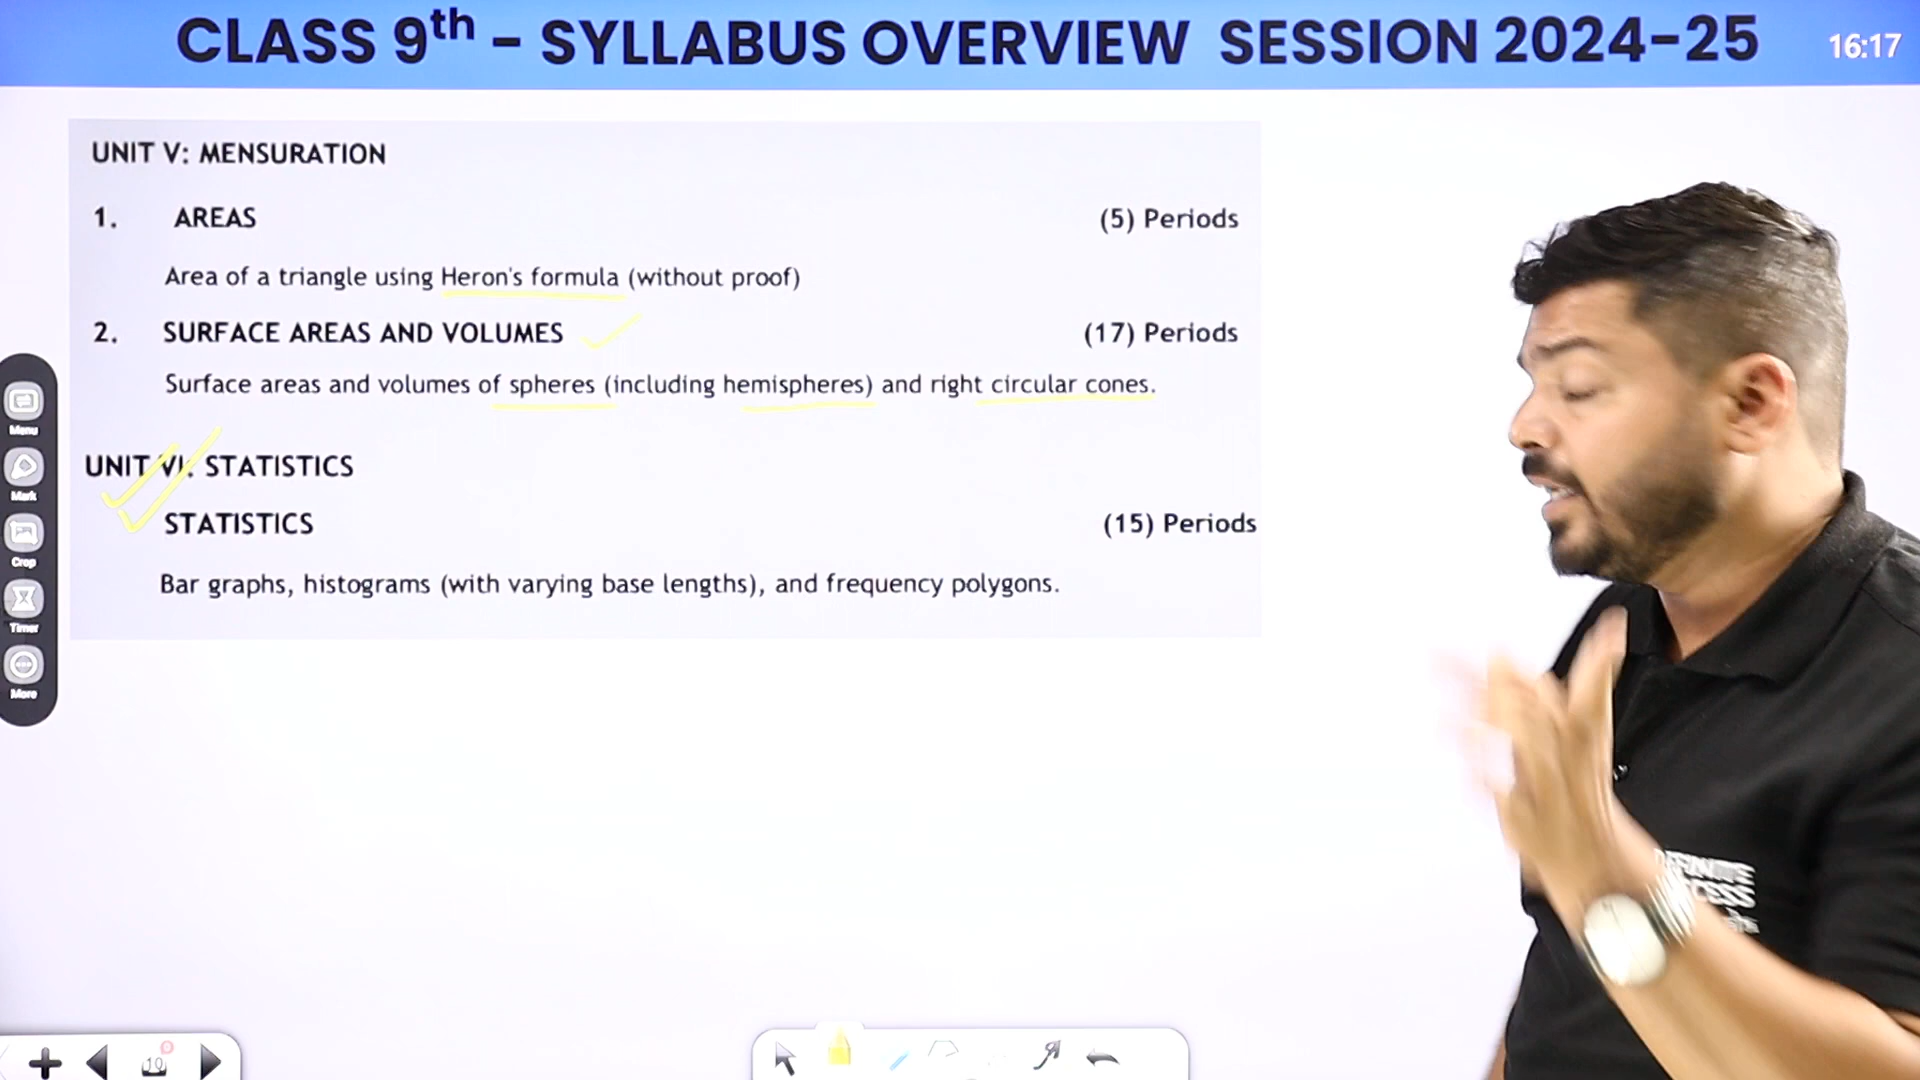 CLASS 9th - SYLLABUS OVERVIEW SESSION 2024-25
16:17
UNIT V: MENSURATION
1. AREAS (5) Periods
Area of a triangle using Heron's formula (without proof)
2. SURFACE AREAS AND VOLUMES (17) Periods
Surface areas and volumes of spheres (including hemispheres) and right circular cones.
UNIT VI: STATISTICS
STATISTICS (15) Periods
Bar graphs, histograms (with varying base lengths), and frequency polygons.
Menu
Mark
Crop
Timer
More
10